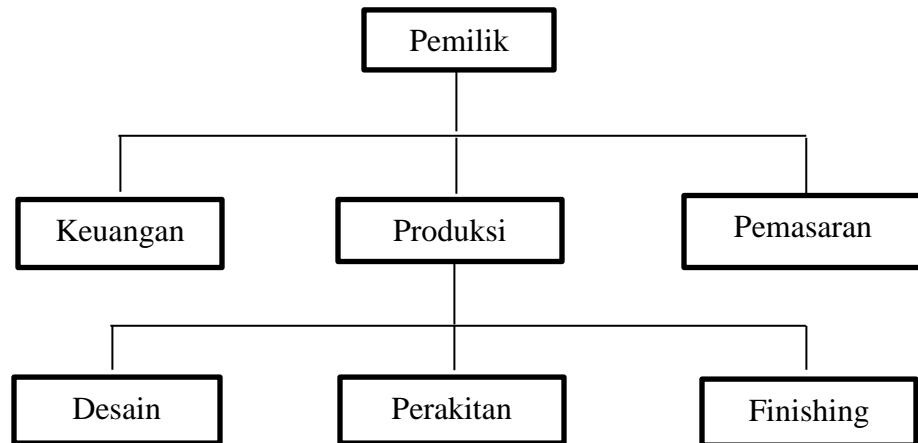 Pemilik
Keuangan
Produksi
Pemasaran
Desain
Perakitan
Finishing